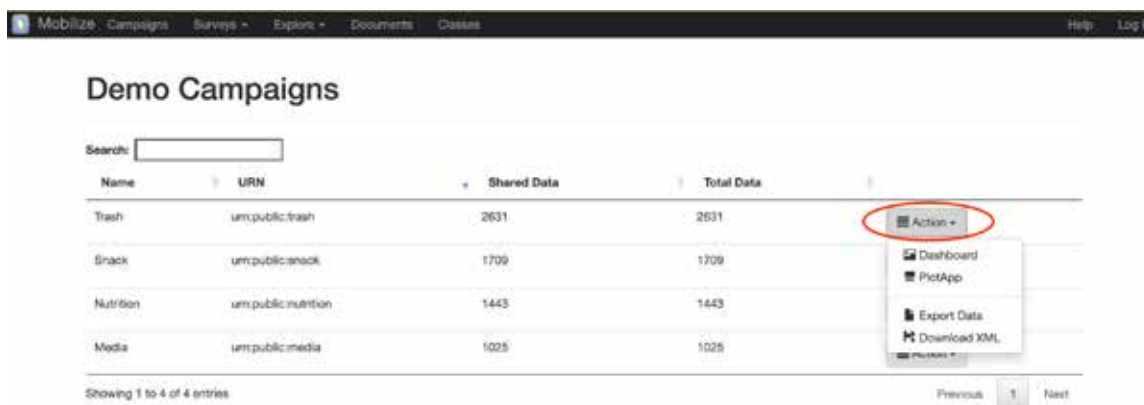 Mobilize Campaigns Surveys Explore Documents Classes Help Log
Demo Campaigns
Search:
Name URN Shared Data Total Data
Trash urn:public:trash 2631 2631 Action
Snack urn:public:snack 1709 1709
Nutrition urn:public:nutrition 1443 1443
Media urn:public:media 1025 1025 Action
Dashboard
PlotApp
Export Data
Download XML
Showing 1 to 4 of 4 entries Previous 1 Next